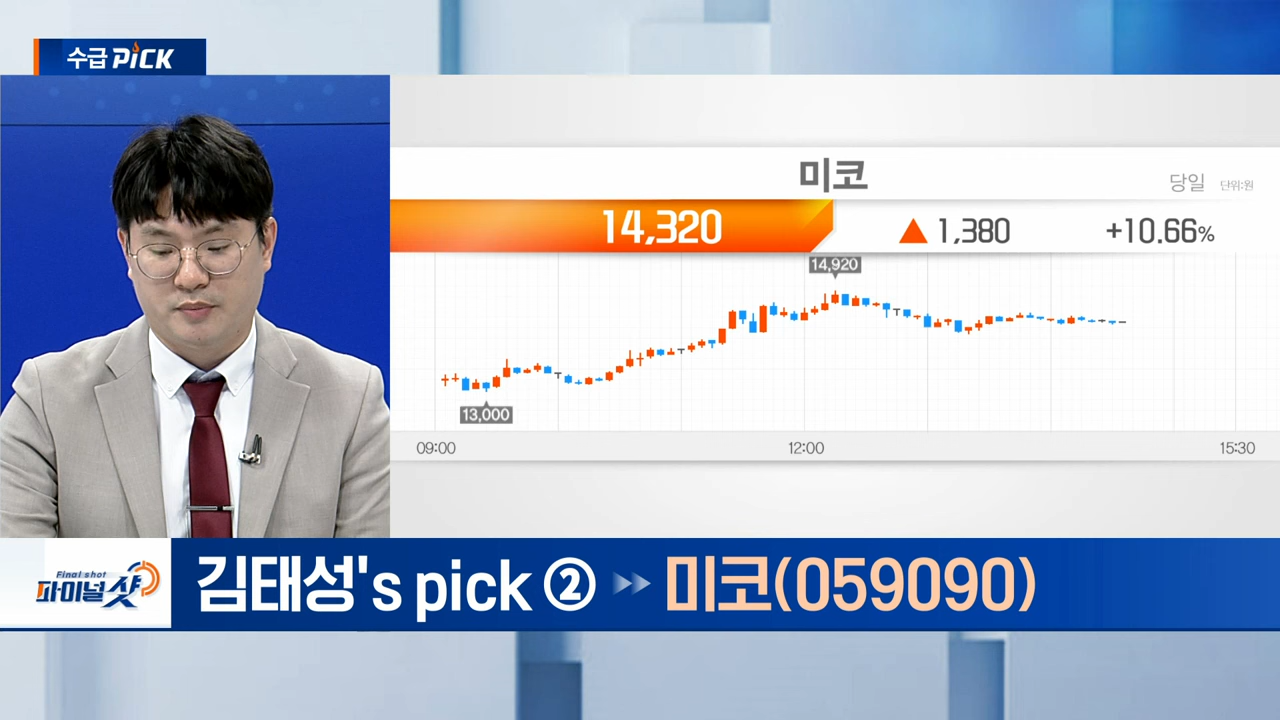 수급 PiCK
미코
당일 단위:원
14,320 ▲ 1,380 +10.66%
14,920
13,000
09:00 12:00 15:30
Final shot
파이널샷
김태성's pick ② 미코(059090)